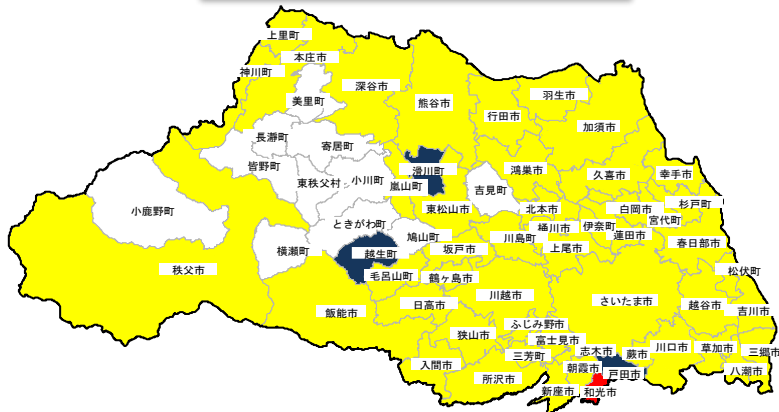 上里町
本庄市
神川町
深谷市
美里町
熊谷市
羽生市
行田市
加須市
長瀞町
寄居町
皆野町
東秩父村
小川町
滑川町
嵐山町
吉見町
鴻巣市
久喜市
幸手市
小鹿野町
ときがわ町
鳩山町
東松山市
北本市
白岡市
杉戸町
宮代町
横瀬町
越生町
毛呂山町
坂戸市
川島町
桶川市
伊奈町
蓮田市
上尾市
春日部市
秩父市
鶴ヶ島市
川越市
さいたま市
松伏町
飯能市
日高市
越谷市
吉川市
狭山市
ふじみ野市
富士見市
三芳町
志木市
蕨市
川口市
草加市
三郷市
入間市
所沢市
朝霞市
戸田市
八潮市
新座市
和光市